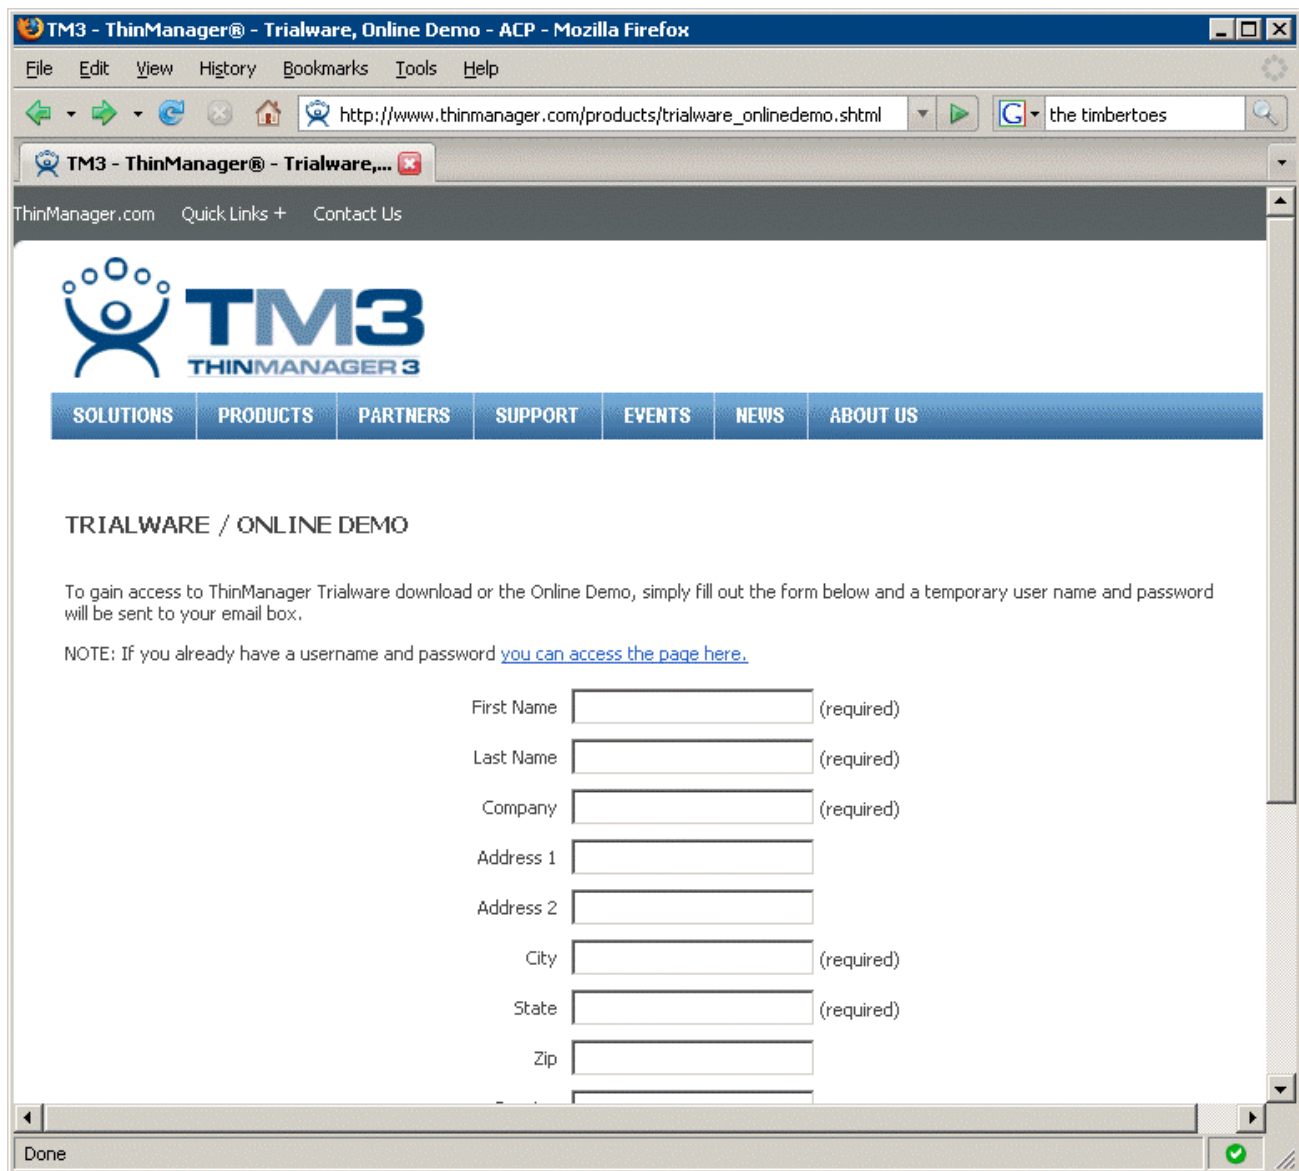 TM3 - ThinManager® - Trialware, Online Demo - ACP - Mozilla Firefox
File Edit View History Bookmarks Tools Help
http://www.thinmanager.com/products/trialware_onlinedemo.shtml G the timbertoes
TM3 - ThinManager® - Trialware,...
ThinManager.com Quick Links + Contact Us
TM3
THINMANAGER 3
SOLUTIONS PRODUCTS PARTNERS SUPPORT EVENTS NEWS ABOUT US
TRIALWARE / ONLINE DEMO
To gain access to ThinManager Trialware download or the Online Demo, simply fill out the form below and a temporary user name and password
will be sent to your email box.
NOTE: If you already have a username and password you can access the page here.
First Name (required)
Last Name (required)
Company (required)
Address 1
Address 2
City (required)
State (required)
Zip
Done